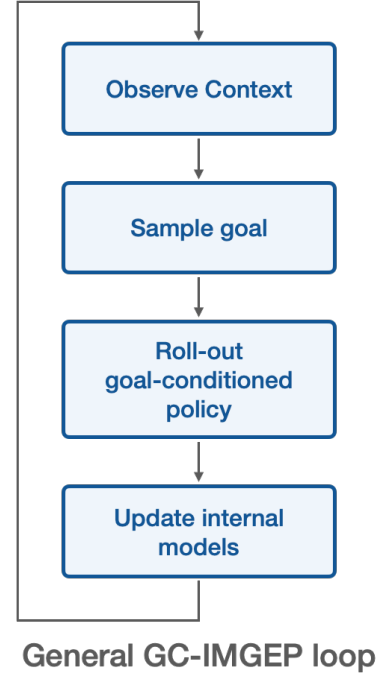 Observe Context
Sample goal
Roll-out
goal-conditioned
policy
Update internal
models
General GC-IMGEP loop